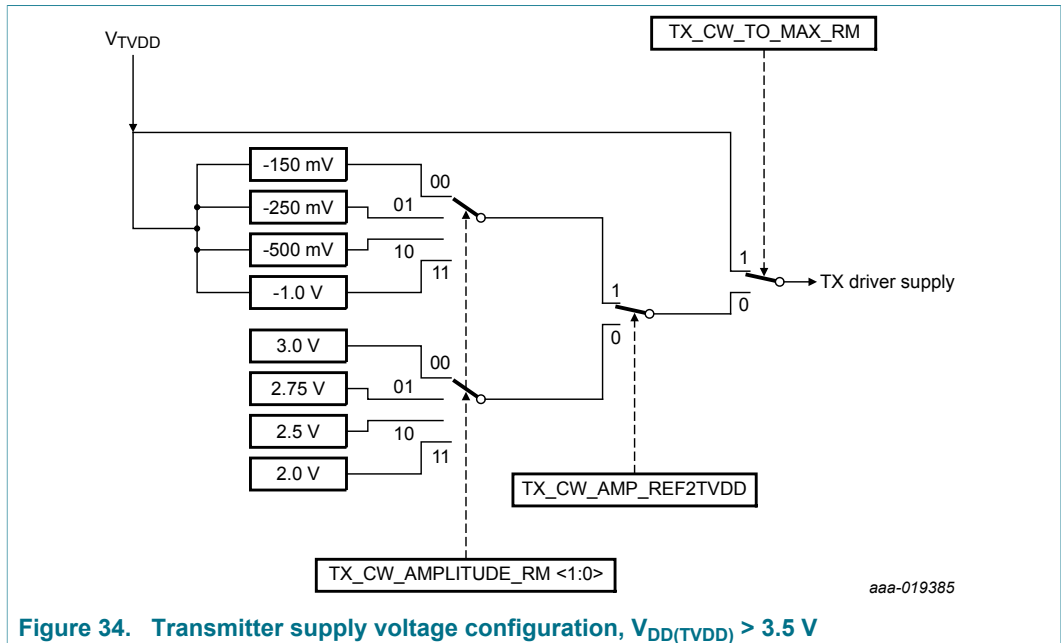 TX_CW_TO_MAX_RM
VTVDD
-150 mV
00
-250 mV
01
-500 mV
10
-1.0 V
11
1
0
TX driver supply
1
0
3.0 V
00
2.75 V
01
2.5 V
10
2.0 V
11
TX_CW_AMP_REF2TVDD
TX_CW_AMPLITUDE_RM <1:0>
aaa-019385
Figure 34. Transmitter supply voltage configuration, VDD(TVDD) > 3.5 V